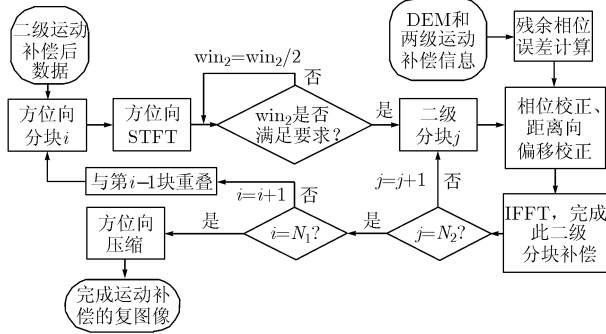 二级运动
补偿后
数据
DEM和
两级运动
补偿信息
残余相位
误差计算
win₂=win₂/2
否
方位向
分块i
方位向
STFT
win₂是否
满足要求?
是
二级
分块j
相位校正、
距离向
偏移校正
与第i−1块重叠
i=i+1
否
j=j+1
否
方位向
压缩
是
i=N₁?
是
j=N₂?
IFFT，完成
此二级
分块补偿
完成运动补
偿的复图像